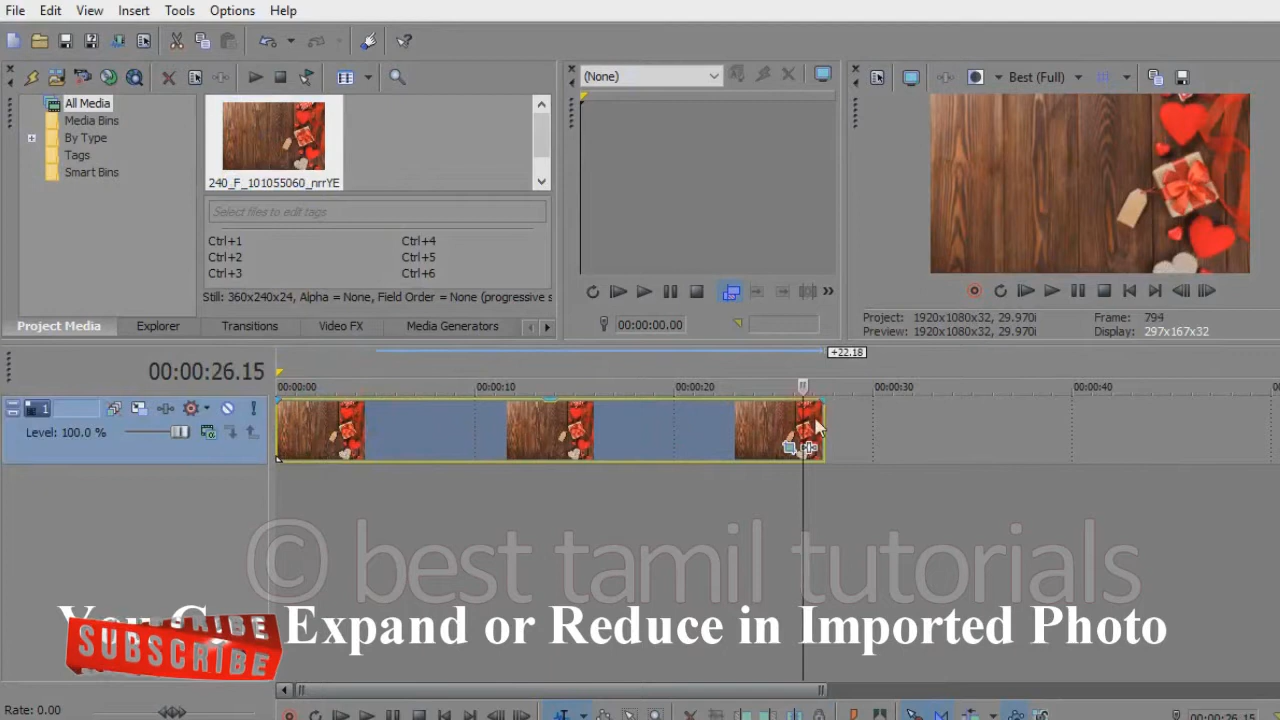 File Edit View Insert Tools Options Help
(None)
Best (Full)
All Media
Media Bins
By Type
Tags
Smart Bins
240_F_101055060_nrrYE
Select files to edit tags
Ctrl+1 Ctrl+4
Ctrl+2 Ctrl+5
Ctrl+3 Ctrl+6
Still: 360x240x24, Alpha = None, Field Order = None (progressive s
00:00:00,00
Project: 1920x1080x32, 29.970i Frame: 794
Preview: 1920x1080x32, 29.970i Display: 297x167x32
Project Media Explorer Transitions Video FX Media Generators
+22.18
00:00:26.15
00:00:00 00:00:10 00:00:20 00:00:30 00:00:40
1
Level: 100.0 %
© best tamil tutorials
Expand or Reduce in Imported Photo
SUBSCRIBE
Rate: 0.00
00:00:26.15